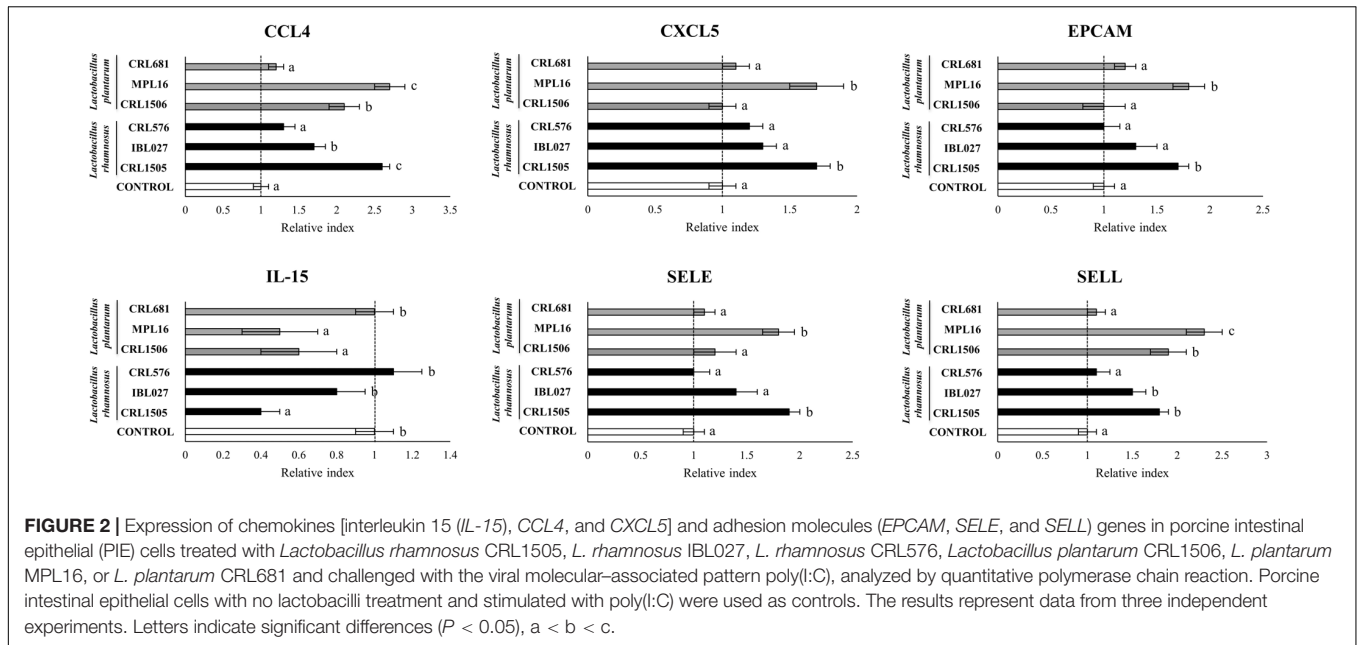 CCL4
Lactobacillus plantarum
CRL681
a
MPL16
c
CRL1506
b
Lactobacillus rhamnosus
CRL576
a
IBL027
b
CRL1505
c
CONTROL
a
0 0.5 1 1.5 2 2.5 3 3.5
Relative index
CXCL5
Lactobacillus plantarum
CRL681
a
MPL16
b
CRL1506
a
Lactobacillus rhamnosus
CRL576
a
IBL027
a
CRL1505
b
CONTROL
a
0 0.5 1 1.5 2
Relative index
EPCAM
Lactobacillus plantarum
CRL681
a
MPL16
b
CRL1506
a
Lactobacillus rhamnosus
CRL576
a
IBL027
a
CRL1505
b
CONTROL
a
0 0.5 1 1.5 2 2.5
Relative index
IL-15
Lactobacillus plantarum
CRL681
b
MPL16
a
CRL1506
a
Lactobacillus rhamnosus
CRL576
b
IBL027
b
CRL1505
a
CONTROL
b
0 0.2 0.4 0.6 0.8 1 1.2 1.4
Relative index
SELE
Lactobacillus plantarum
CRL681
a
MPL16
b
CRL1506
a
Lactobacillus rhamnosus
CRL576
a
IBL027
a
CRL1505
b
CONTROL
a
0 0.5 1 1.5 2 2.5
Relative index
SELL
Lactobacillus plantarum
CRL681
a
MPL16
c
CRL1506
b
Lactobacillus rhamnosus
CRL576
a
IBL027
b
CRL1505
b
CONTROL
a
0 0.5 1 1.5 2 2.5 3
Relative index
FIGURE 2 | Expression of chemokines [interleukin 15 (IL-15), CCL4, and CXCL5] and adhesion molecules (EPCAM, SELE, and SELL) genes in porcine intestinal
epithelial (PIE) cells treated with Lactobacillus rhamnosus CRL1505, L. rhamnosus IBL027, L. rhamnosus CRL576, Lactobacillus plantarum CRL1506, L. plantarum
MPL16, or L. plantarum CRL681 and challenged with the viral molecular–associated pattern poly(I:C), analyzed by quantitative polymerase chain reaction. Porcine
intestinal epithelial cells with no lactobacilli treatment and stimulated with poly(I:C) were used as controls. The results represent data from three independent
experiments. Letters indicate significant differences (P < 0.05), a < b < c.